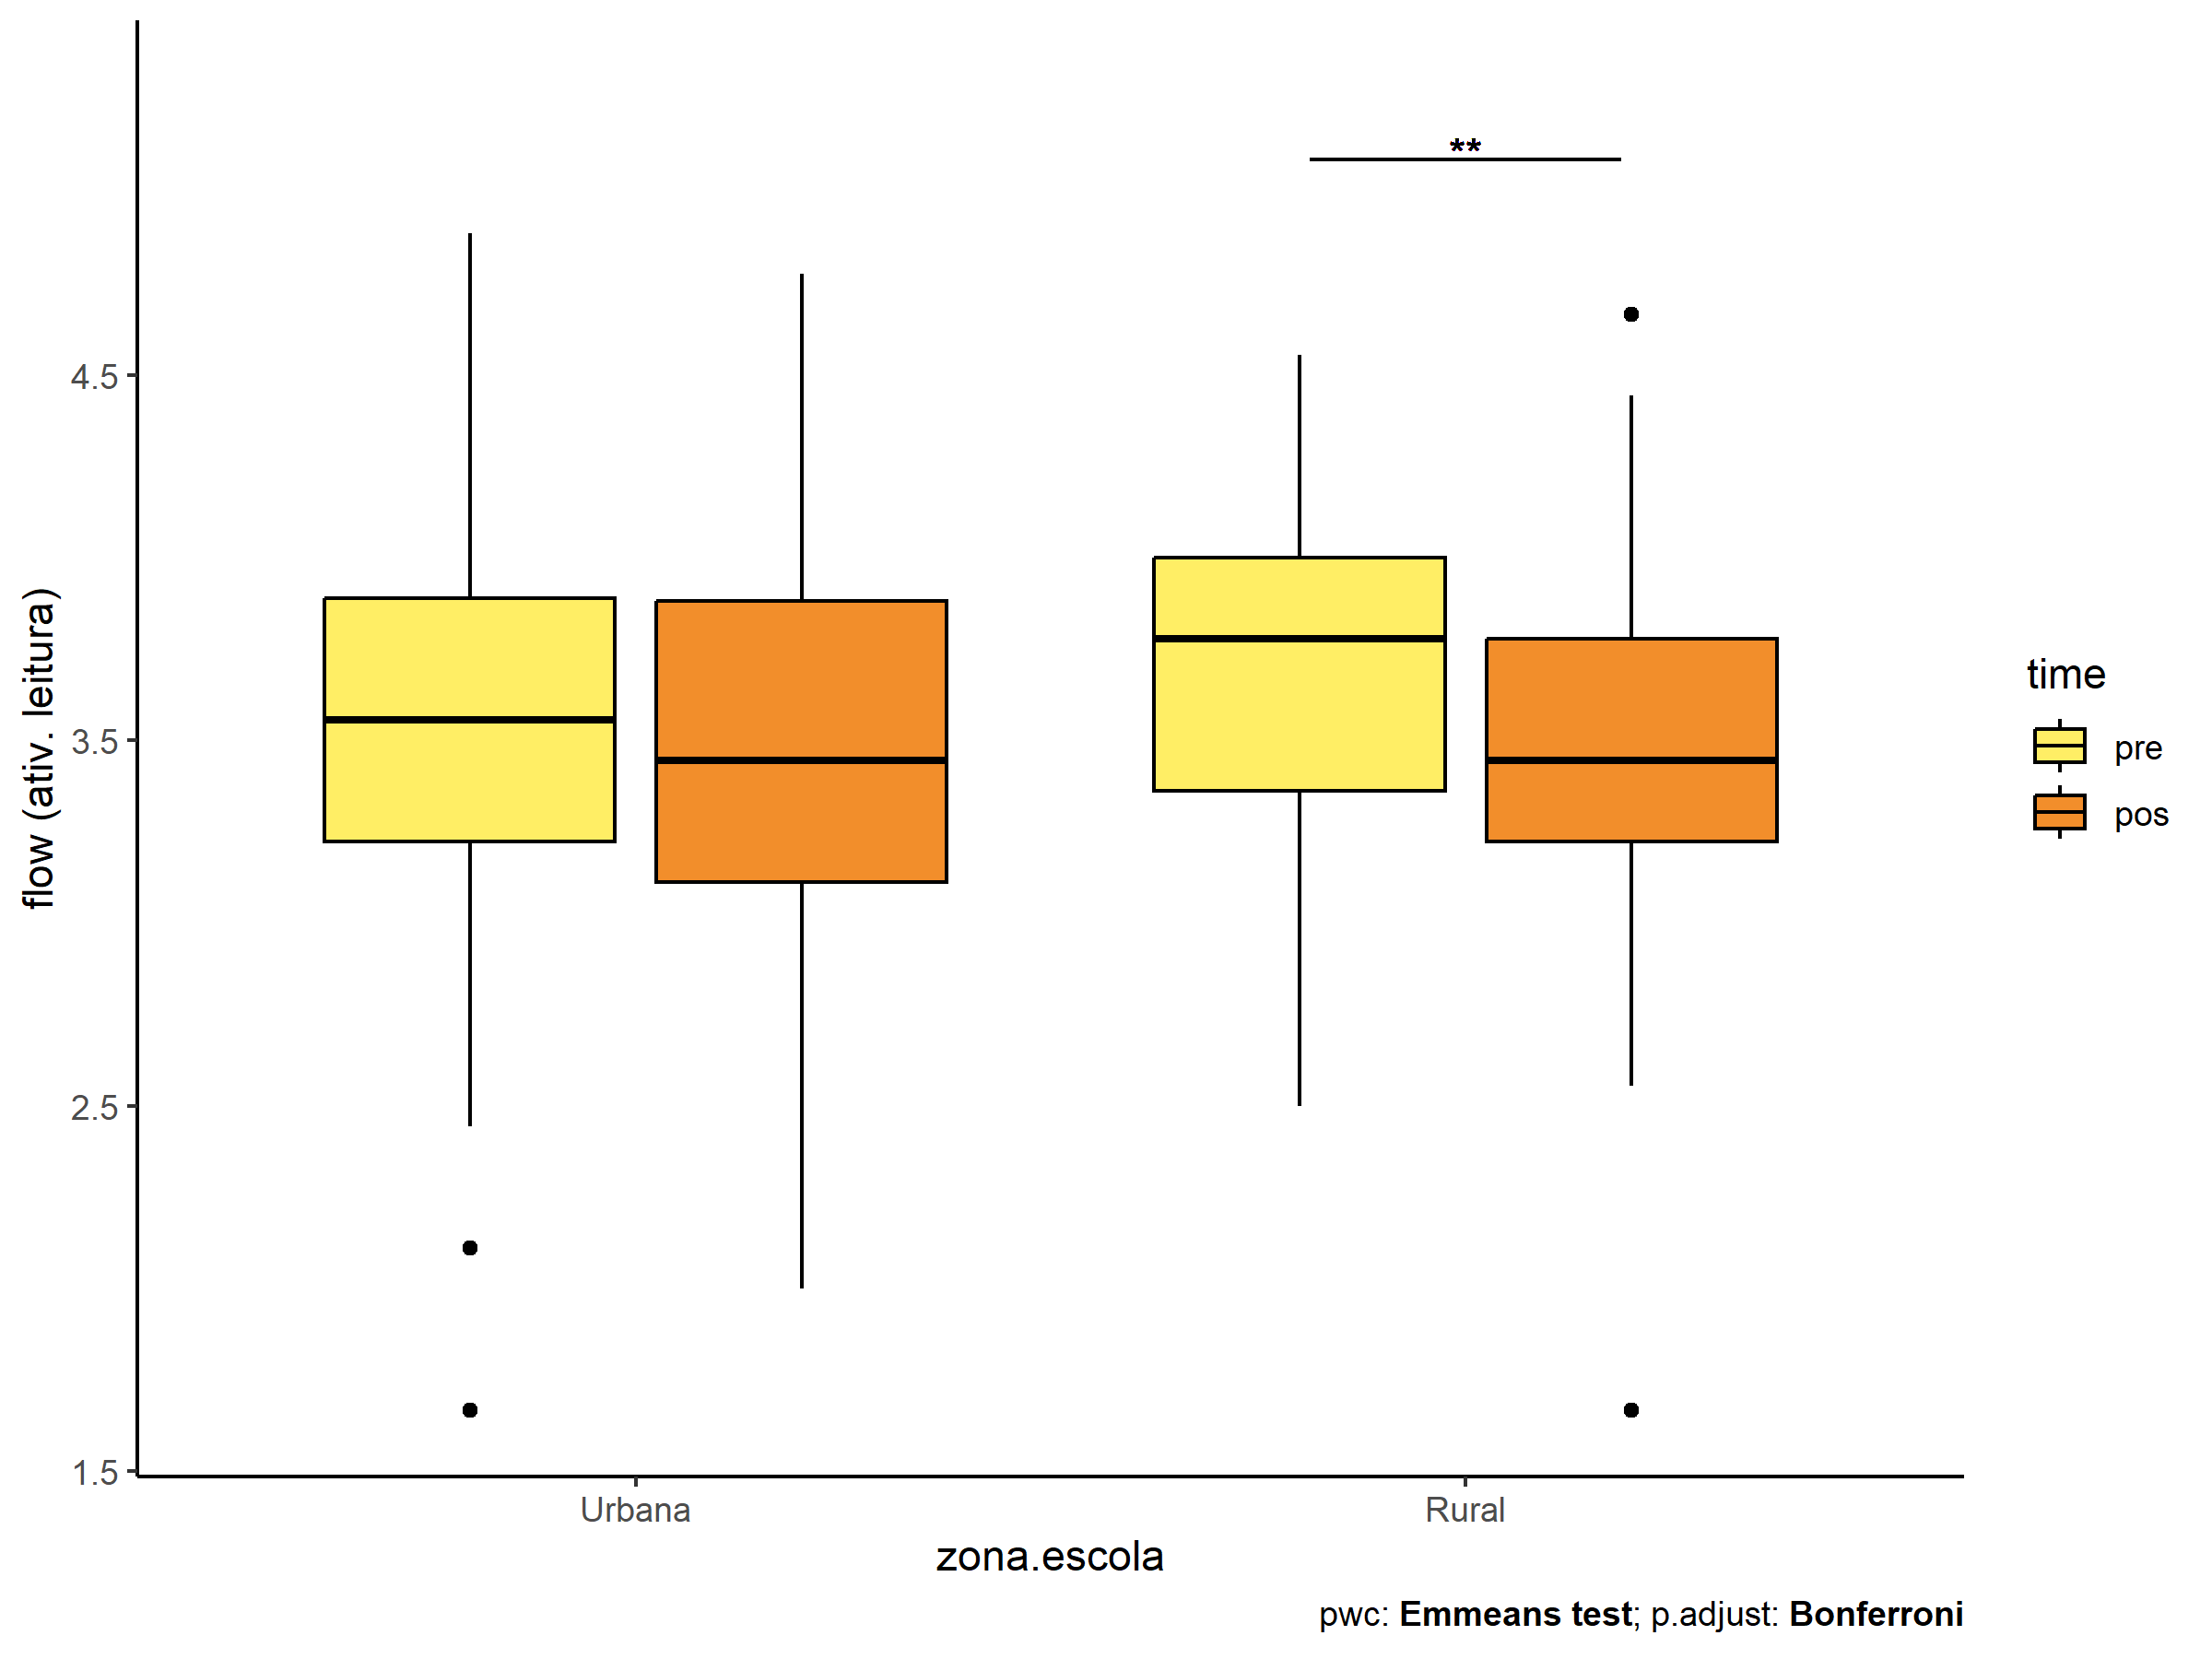 **
4.5
3.5
2.5
1.5
flow (ativ. leitura)
Urbana
Rural
zona.escola
time
pre
pos
pwc: Emmeans test; p.adjust: Bonferroni